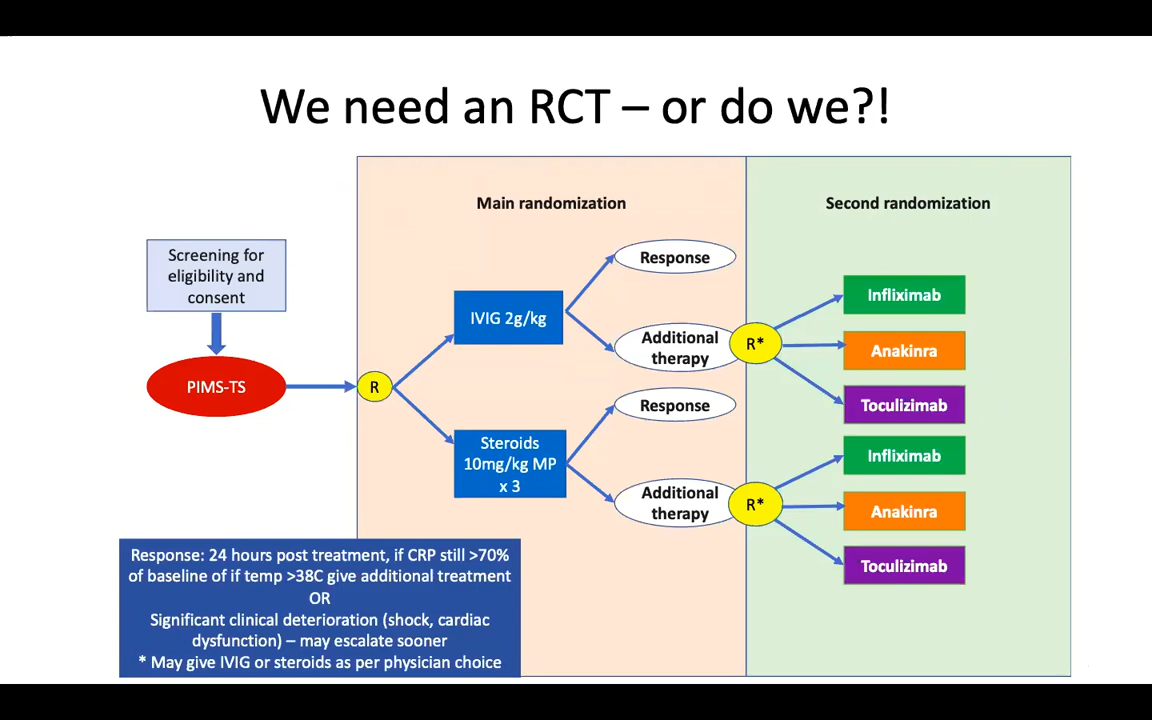 We need an RCT – or do we?!
Main randomization
Second randomization
Screening for
eligibility and
consent
PIMS-TS
R
IVIG 2g/kg
Steroids
10mg/kg MP
x 3
Response
Additional
therapy
Response
Additional
therapy
R*
R*
Infliximab
Anakinra
Toculizimab
Infliximab
Anakinra
Toculizimab
Response: 24 hours post treatment, if CRP still >70%
of baseline of if temp >38C give additional treatment
OR
Significant clinical deterioration (shock, cardiac
dysfunction) – may escalate sooner
* May give IVIG or steroids as per physician choice